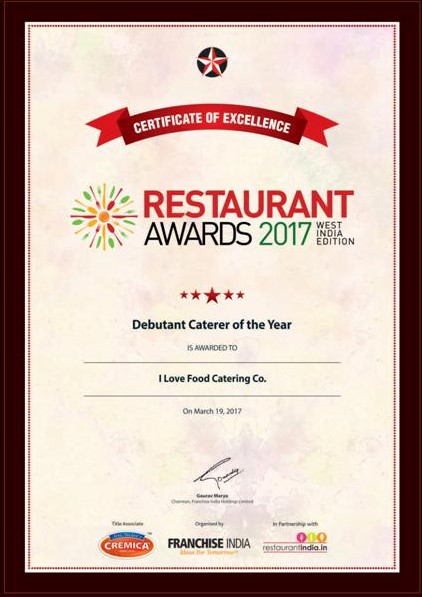 CERTIFICATE OF EXCELLENCE
RESTAURANT
AWARDS 2017 WEST INDIA EDITION
Debutant Caterer of the Year
IS AWARDED TO
I Love Food Catering Co.
On March 19, 2017
Gaurav Marya
Chairman, Franchise India Holdings Limited
Title Associate
Organised by
In Partnership with
CREMICA
FRANCHISE INDIA
Ideas for Tomorrow
restaurantindia.in